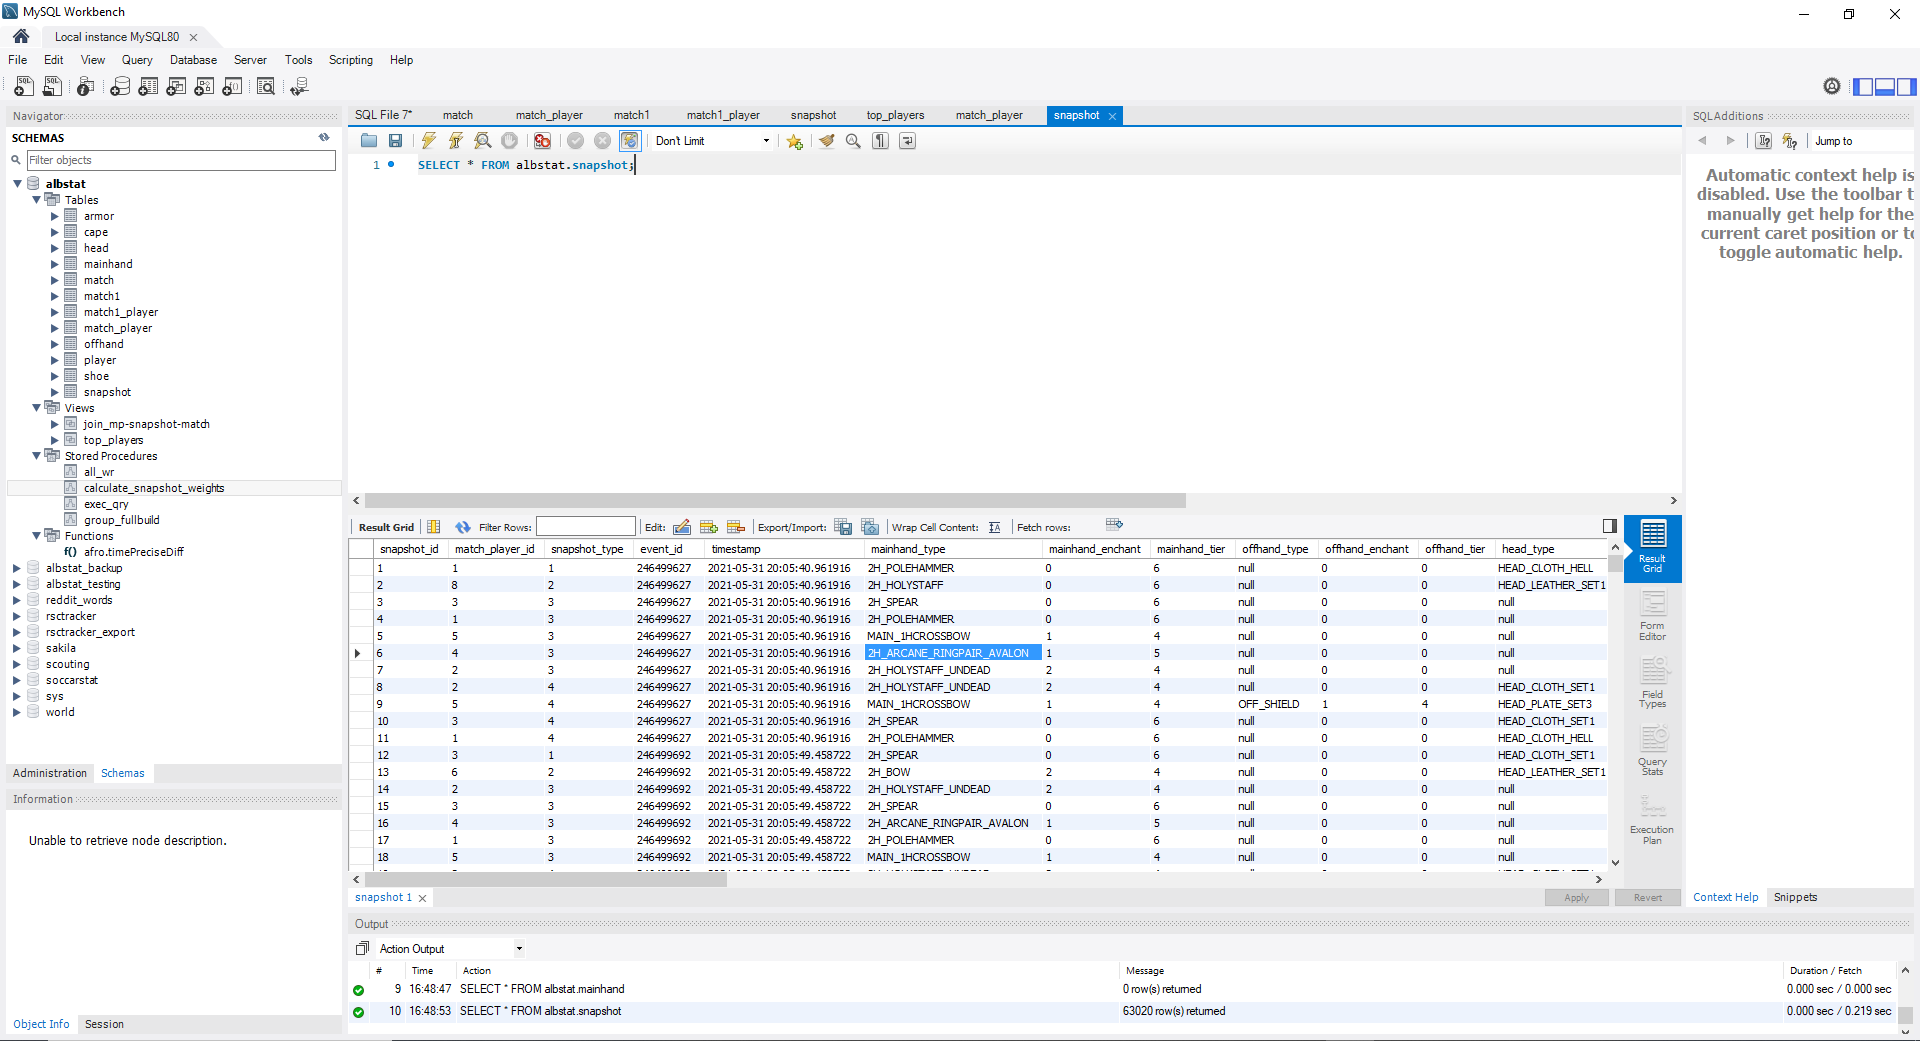 MySQL Workbench
Local instance MySQL80
File Edit View Query Database Server Tools Scripting Help
Navigator
SCHEMAS
Filter objects
albstat
Tables
armor
cape
head
mainhand
match
match1
match1_player
match_player
offhand
player
shoe
snapshot
Views
join_mp-snapshot-match
top_players
Stored Procedures
all_wr
calculate_snapshot_weights
exec_qry
group_fullbuild
Functions
f() afro.timePreciseDiff
albstat_backup
albstat_testing
reddit_words
rsctracker
rsctracker_export
sakila
scouting
soccarstat
sys
world
Administration Schemas
Information
Unable to retrieve node description.
Object Info Session
SQL File 7* match match_player match1 match1_player snapshot top_players match_player snapshot
Don't Limit
1 SELECT * FROM albstat.snapshot;
Result Grid Filter Rows: Edit: Export/Import: Wrap Cell Content: Fetch rows:
snapshot_id match_player_id snapshot_type event_id timestamp mainhand_type mainhand_enchant mainhand_tier offhand_type offhand_enchant offhand_tier head_type
1 1 1 246499627 2021-05-31 20:05:40.961916 2H_POLEHAMMER 0 6 null 0 0 HEAD_CLOTH_HELL
2 8 2 246499627 2021-05-31 20:05:40.961916 2H_HOLYSTAFF 0 6 null 0 0 HEAD_LEATHER_SET1
3 3 3 246499627 2021-05-31 20:05:40.961916 2H_SPEAR 0 6 null 0 0 null
4 1 3 246499627 2021-05-31 20:05:40.961916 2H_POLEHAMMER 0 6 null 0 0 null
5 5 3 246499627 2021-05-31 20:05:40.961916 MAIN_1HCROSSBOW 1 4 null 0 0 null
6 4 3 246499627 2021-05-31 20:05:40.961916 2H_ARCANE_RINGPAIR_AVALON 1 5 null 0 0 null
7 2 3 246499627 2021-05-31 20:05:40.961916 2H_HOLYSTAFF_UNDEAD 2 4 null 0 0 null
8 2 4 246499627 2021-05-31 20:05:40.961916 2H_HOLYSTAFF_UNDEAD 2 4 null 0 0 HEAD_CLOTH_SET1
9 5 4 246499627 2021-05-31 20:05:40.961916 MAIN_1HCROSSBOW 1 4 OFF_SHIELD 1 4 HEAD_PLATE_SET3
10 3 4 246499627 2021-05-31 20:05:40.961916 2H_SPEAR 0 6 null 0 0 HEAD_CLOTH_SET1
11 1 4 246499627 2021-05-31 20:05:40.961916 2H_POLEHAMMER 0 6 null 0 0 HEAD_CLOTH_HELL
12 3 1 246499692 2021-05-31 20:05:49.458722 2H_SPEAR 0 6 null 0 0 HEAD_CLOTH_SET1
13 6 2 246499692 2021-05-31 20:05:49.458722 2H_BOW 2 4 null 0 0 HEAD_LEATHER_SET1
14 2 3 246499692 2021-05-31 20:05:49.458722 2H_HOLYSTAFF_UNDEAD 2 4 null 0 0 null
15 3 3 246499692 2021-05-31 20:05:49.458722 2H_SPEAR 0 6 null 0 0 null
16 4 3 246499692 2021-05-31 20:05:49.458722 2H_ARCANE_RINGPAIR_AVALON 1 5 null 0 0 null
17 1 3 246499692 2021-05-31 20:05:49.458722 2H_POLEHAMMER 0 6 null 0 0 null
18 5 3 246499692 2021-05-31 20:05:49.458722 MAIN_1HCROSSBOW 1 4 null 0 0 null
Result Grid
Form Editor
Field Types
Query Stats
Execution Plan
snapshot 1 Apply Revert
Output
Action Output
# Time Action Message Duration / Fetch
9 16:48:47 SELECT * FROM albstat.mainhand 0 row(s) returned 0.000 sec / 0.000 sec
10 16:48:53 SELECT * FROM albstat.snapshot 63020 row(s) returned 0.000 sec / 0.219 sec
SQLAdditions
Jump to
Automatic context help is
disabled. Use the toolbar t
manually get help for the
current caret position or to
toggle automatic help.
Context Help Snippets